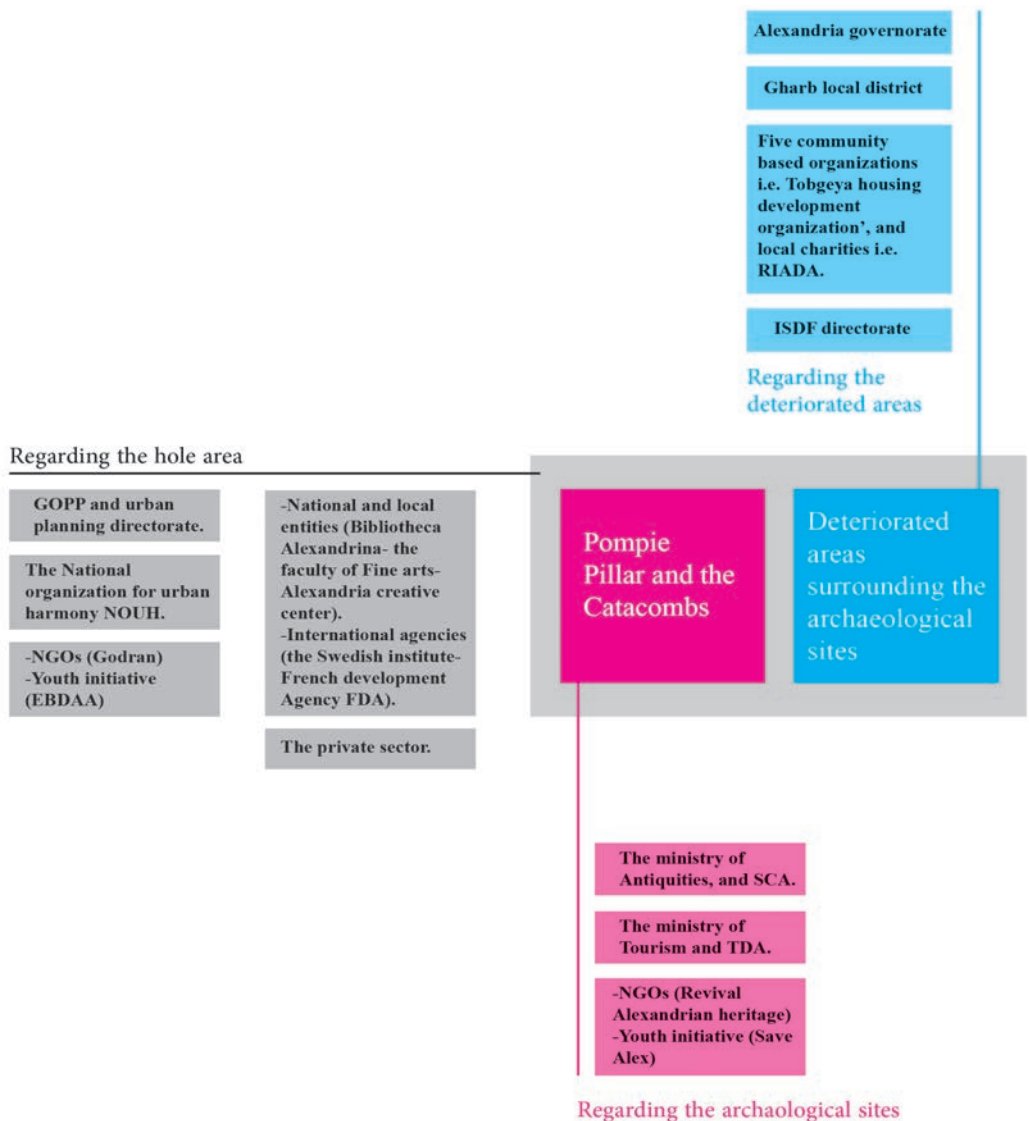 Alexandria governorate
Gharb local district
Five community
based organizations
i.e. Tobgeya housing
development
organization’, and
local charities i.e.
RIADA.
ISDF directorate
Regarding the
deteriorated areas
Regarding the hole area
GOPP and urban
planning directorate.
The National
organization for urban
harmony NOUH.
-NGOs (Godran)
-Youth initiative
(EBDAA)
-National and local
entities (Bibliotheca
Alexandrina- the
faculty of Fine arts-
Alexandria creative
center).
-International agencies
(the Swedish institute-
French development
Agency FDA).
The private sector.
Pompie
Pillar and the
Catacombs
Deteriorated
areas
surrounding the
archaeological
sites
The ministry of
Antiquities, and SCA.
The ministry of
Tourism and TDA.
-NGOs (Revival
Alexandrian heritage)
-Youth initiative (Save
Alex)
Regarding the archaological sites